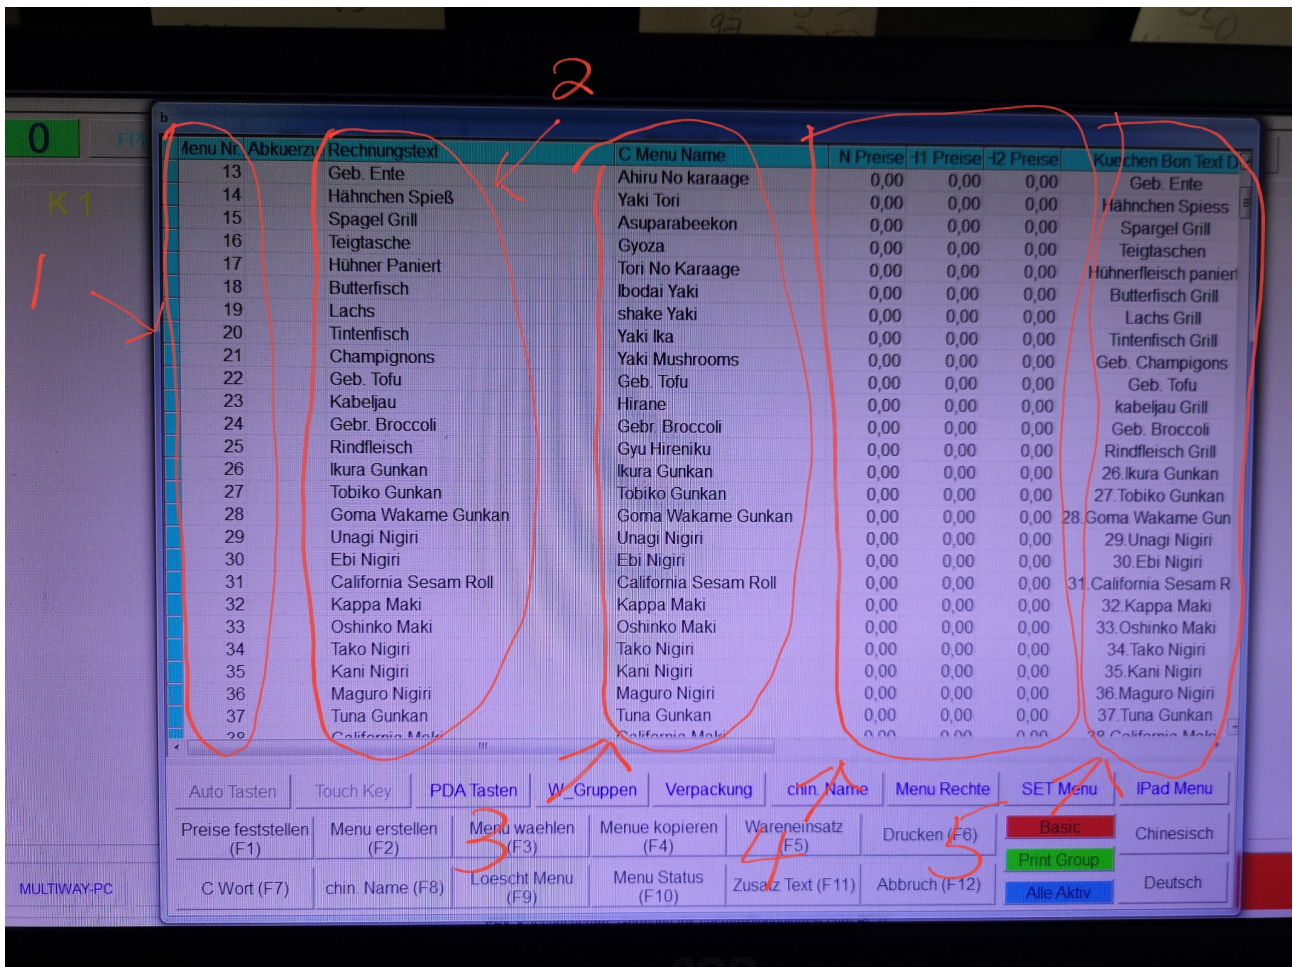 97
50
b
0
K 1
1
2
Menu Nr Abkuerzu Rechnungstext C Menu Name N Preise H1 Preise H2 Preise Kuechen Bon Text D
13 Geb. Ente Ahiru No karaage 0,00 0,00 0,00 Geb. Ente
14 Hähnchen Spieß Yaki Tori 0,00 0,00 0,00 Hähnchen Spiess
15 Spagel Grill Asuparabeekon 0,00 0,00 0,00 Spargel Grill
16 Teigtasche Gyoza 0,00 0,00 0,00 Teigtaschen
17 Hühner Paniert Tori No Karaage 0,00 0,00 0,00 Hühnerfleisch paniert
18 Butterfisch Ibodai Yaki 0,00 0,00 0,00 Butterfisch Grill
19 Lachs shake Yaki 0,00 0,00 0,00 Lachs Grill
20 Tintenfisch Yaki Ika 0,00 0,00 0,00 Tintenfisch Grill
21 Champignons Yaki Mushrooms 0,00 0,00 0,00 Geb. Champigons
22 Geb. Tofu Geb. Tofu 0,00 0,00 0,00 Geb. Tofu
23 Kabeljau Hirane 0,00 0,00 0,00 kabeljau Grill
24 Gebr. Broccoli Gebr. Broccoli 0,00 0,00 0,00 Geb. Broccoli
25 Rindfleisch Gyu Hireniku 0,00 0,00 0,00 Rindfleisch Grill
26 Ikura Gunkan Ikura Gunkan 0,00 0,00 0,00 26.Ikura Gunkan
27 Tobiko Gunkan Tobiko Gunkan 0,00 0,00 0,00 27.Tobiko Gunkan
28 Goma Wakame Gunkan Goma Wakame Gunkan 0,00 0,00 0,00 28.Goma Wakame Gun
29 Unagi Nigiri Unagi Nigiri 0,00 0,00 0,00 29.Unagi Nigiri
30 Ebi Nigiri Ebi Nigiri 0,00 0,00 0,00 30.Ebi Nigiri
31 California Sesam Roll California Sesam Roll 0,00 0,00 0,00 31.California Sesam R
32 Kappa Maki Kappa Maki 0,00 0,00 0,00 32.Kappa Maki
33 Oshinko Maki Oshinko Maki 0,00 0,00 0,00 33.Oshinko Maki
34 Tako Nigiri Tako Nigiri 0,00 0,00 0,00 34.Tako Nigiri
35 Kani Nigiri Kani Nigiri 0,00 0,00 0,00 35.Kani Nigiri
36 Maguro Nigiri Maguro Nigiri 0,00 0,00 0,00 36.Maguro Nigiri
37 Tuna Gunkan Tuna Gunkan 0,00 0,00 0,00 37.Tuna Gunkan
38 California Maki California Maki 0,00 0,00 0,00 38.California Maki
Auto Tasten Touch Key PDA Tasten W_Gruppen Verpackung chin. Name Menu Rechte SET Menu IPad Menu
3 4 5
Preise feststellen (F1) Menu erstellen (F2) Menu waehlen (F3) Menue kopieren (F4) Wareneinsatz (F5) Drucken (F6) Basic Chinesisch
Print Group
C Wort (F7) chin. Name (F8) Loescht Menu (F9) Menu Status (F10) Zusatz Text (F11) Abbruch (F12) Alle Aktiv Deutsch
MULTIWAY-PC